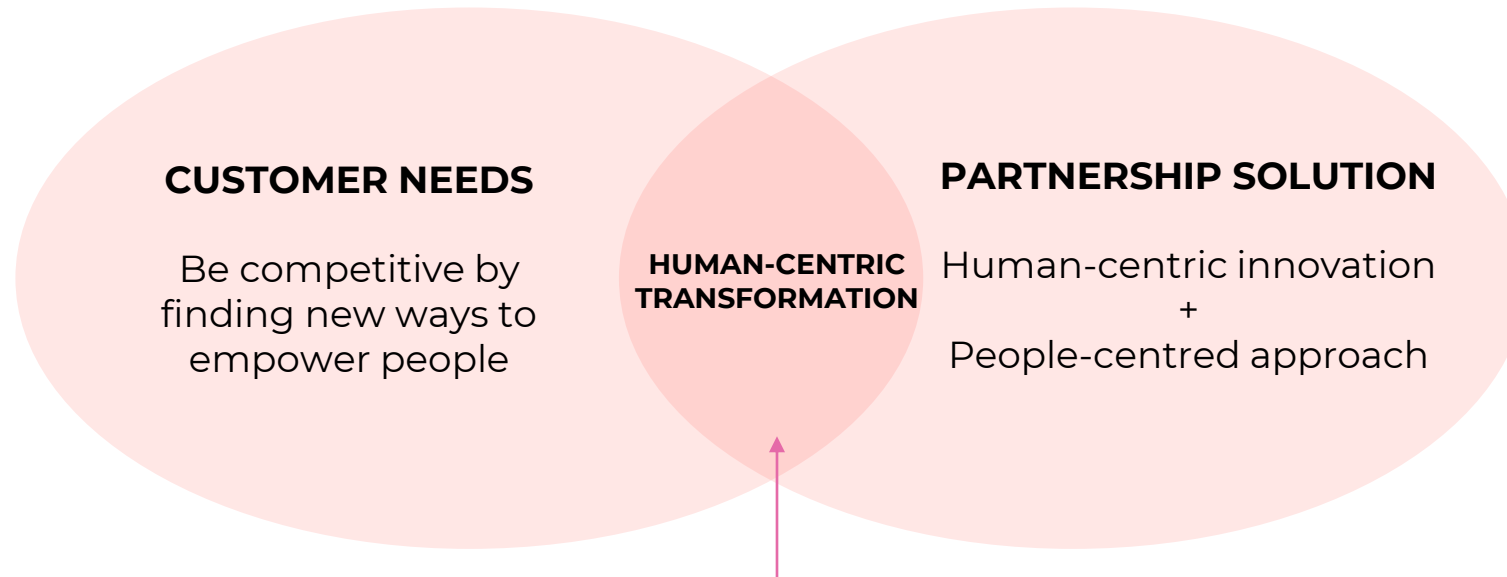 CUSTOMER NEEDS
Be competitive by
finding new ways to
empower people
HUMAN-CENTRIC
TRANSFORMATION
PARTNERSHIP SOLUTION
Human-centric innovation
+
People-centred approach